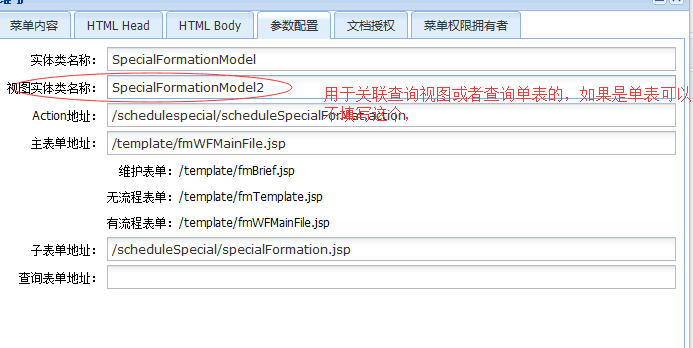 菜单内容 HTML Head HTML Body 参数配置 文档授权 菜单权限拥有者
实体类名称： SpecialFormationModel
视图实体类名称： SpecialFormationModel2
用于关联查询视图或者查询单表的，如果是单表可以
不填写这个，
Action地址： /schedulespecial/scheduleSpecialFormat.action
主表单地址： /template/fmWFMainFile.jsp
维护表单：/template/fmBrief.jsp
无流程表单：/template/fmTemplate.jsp
有流程表单：/template/fmWFMainFile.jsp
子表单地址： /scheduleSpecial/specialFormation.jsp
查询表单地址：